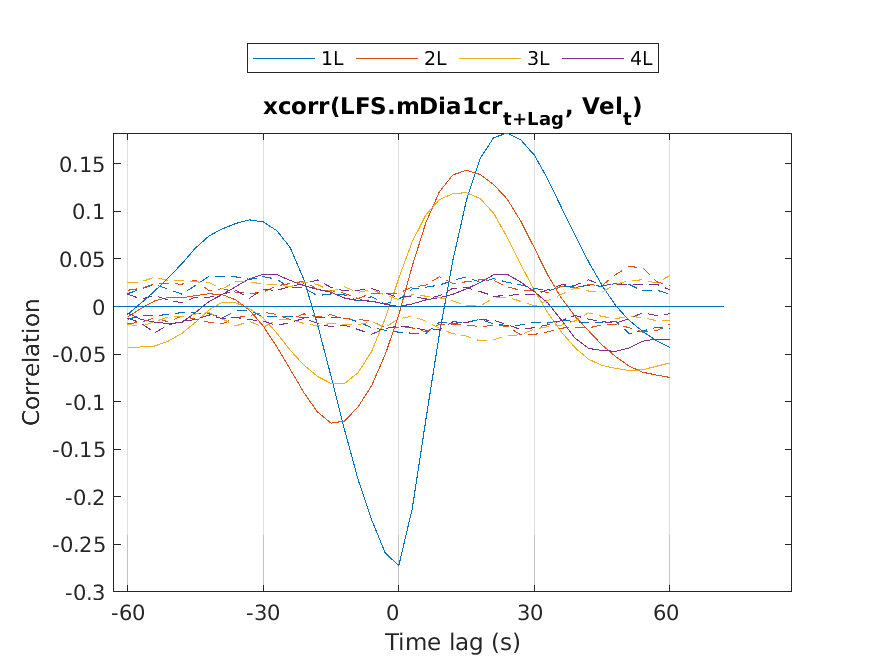 1L 2L 3L 4L
xcorr(LFS.mDia1cr_{t+Lag}, Vel_t)
0.15
0.1
0.05
0
-0.05
-0.1
-0.15
-0.2
-0.25
-0.3
Correlation
-60 -30 0 30 60
Time lag (s)